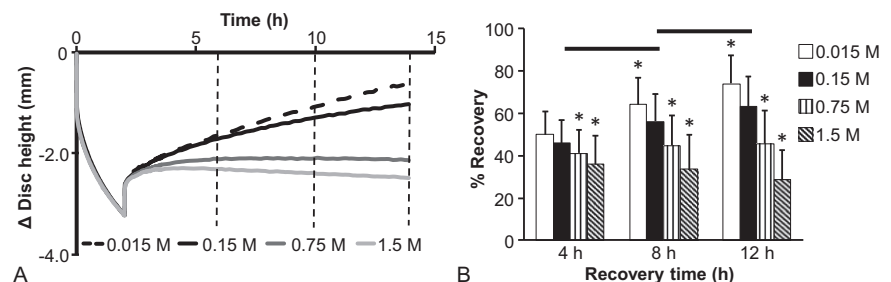 Time (h)
0 5 10 15
0
-2.0
-4.0
Δ Disc height (mm)
0.015 M 0.15 M 0.75 M 1.5 M
A
100
80
60
40
20
0
% Recovery
* * *
* * *
* * *
4 h 8 h 12 h
Recovery time (h)
0.015 M
0.15 M
0.75 M
1.5 M
B